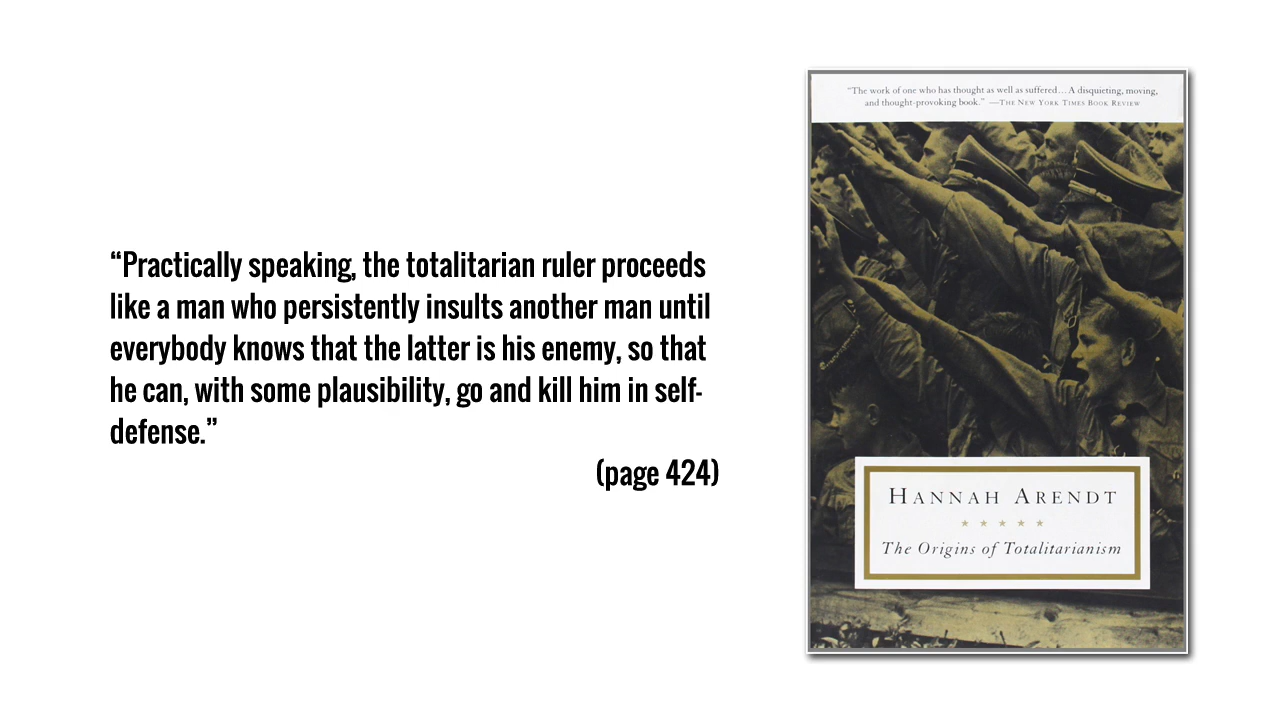 “Practically speaking, the totalitarian ruler proceeds
like a man who persistently insults another man until
everybody knows that the latter is his enemy, so that
he can, with some plausibility, go and kill him in self-
defense.”
(page 424)
“The work of one who has thought as well as suffered… A disquieting, moving,
and thought-provoking book.” —The New York Times Book Review
Hannah Arendt
The Origins of Totalitarianism